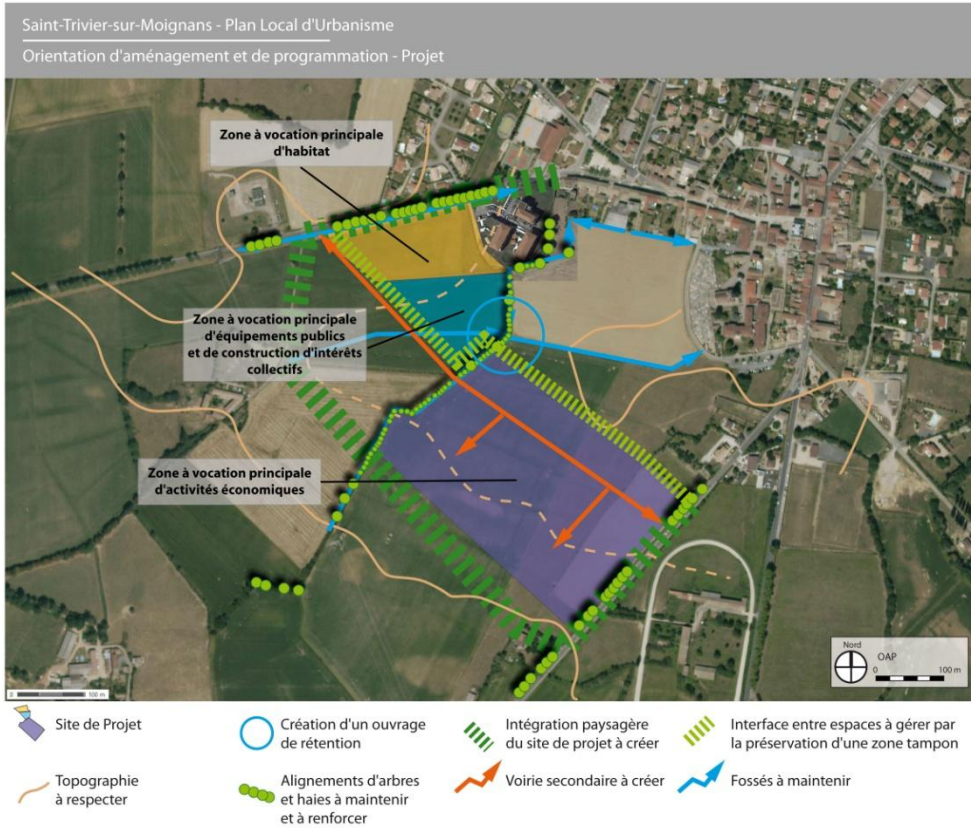 Saint-Trivier-sur-Moignans - Plan Local d'Urbanisme
Orientation d'aménagement et de programmation - Projet
Zone à vocation principale
d'habitat
Zone à vocation principale
d'équipements publics
et de construction d'intérêts
collectifs
Zone à vocation principale
d'activités économiques
Nord
OAP
0 100 m
0 100 m
Site de Projet
Création d'un ouvrage
de rétention
Intégration paysagère
du site de projet à créer
Interface entre espaces à gérer par
la préservation d'une zone tampon
Topographie
à respecter
Alignements d'arbres
et haies à maintenir
et à renforcer
Voirie secondaire à créer
Fossés à maintenir